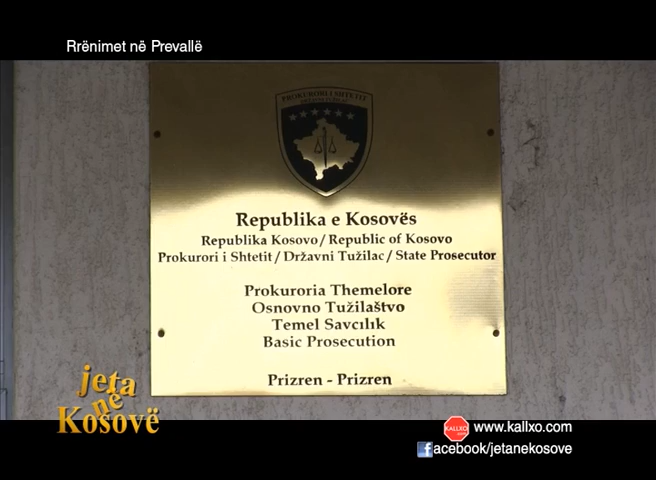 Rrënimet në Prevallë
PROKURORI I SHTETIT
Republika e Kosovës
Republika Kosovo / Republic of Kosovo
Prokurori i Shtetit / Državni Tužilac / State Prosecutor
Prokuroria Themelore
Osnovno Tužilaštvo
Temel Savcılık
Basic Prosecution
Prizren - Prizren
jeta
në
Kosovë
KALLXO
www.kallxo.com
facebook/jetanekosove